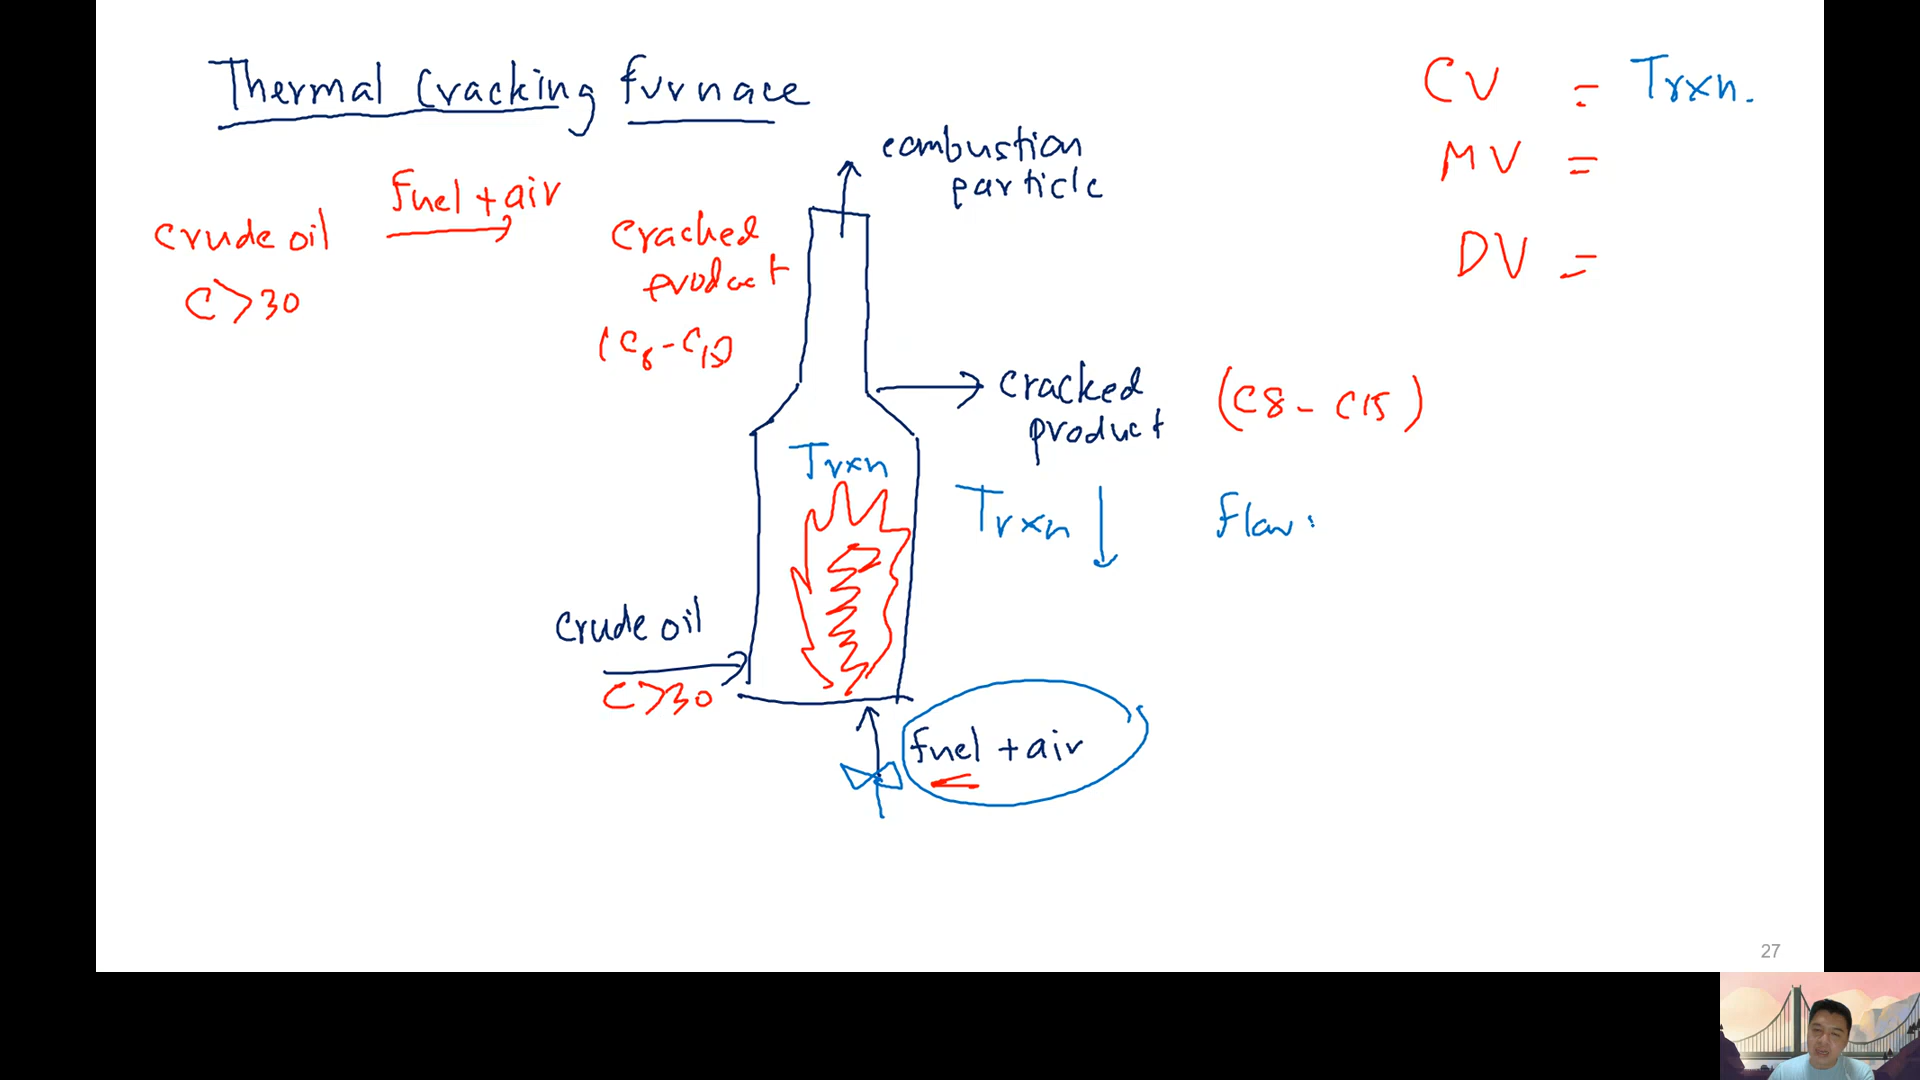 Thermal Cracking furnace
CV = Trxn.
MV =
DV =
combustion
particle
fuel + air
crude oil
C>30
cracked
product
(C8-C15)
cracked
product
(C8 - C15)
Trxn
Trxn ↓
flow:
crude oil
C>30
fuel + air
27